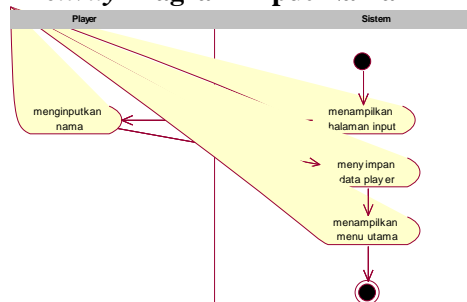 Player
Sistem
menginputkan
nama
menampilkan
halaman input
menyimpan
data player
menampilkan
menu utama